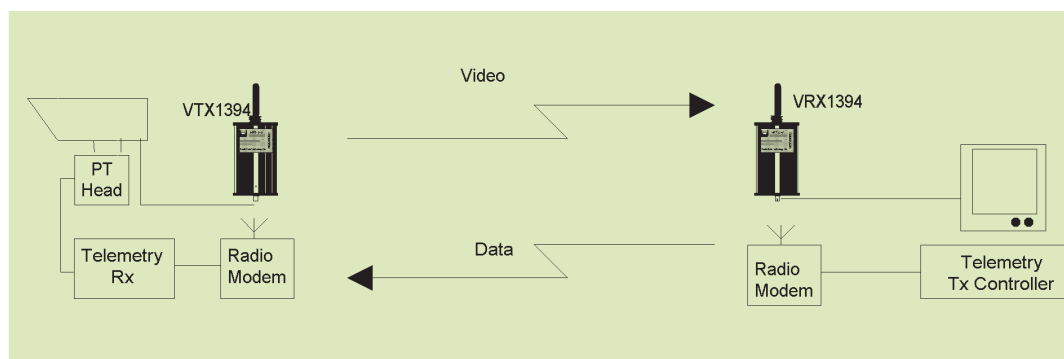 Video
VTX1394
VRX1394
PT
Head
Telemetry
Rx
Radio
Modem
Data
Radio
Modem
Telemetry
Tx Controller